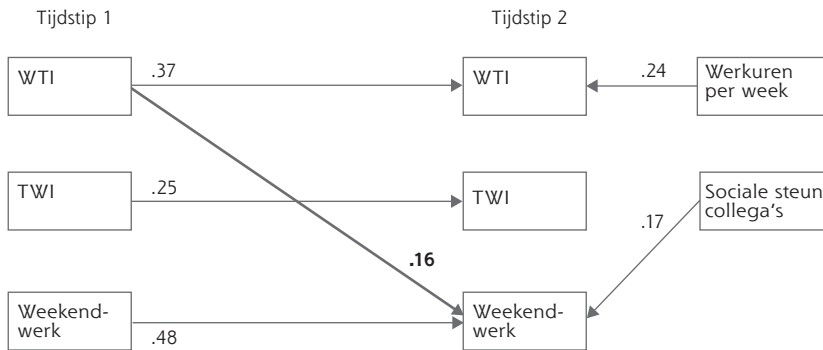 Tijdstip 1
Tijdstip 2
WTI
.37
WTI
.24
Werkuren
per week
TWI
.25
TWI
Sociale steun
collega's
.17
.16
Weekend-
werk
.48
Weekend-
werk